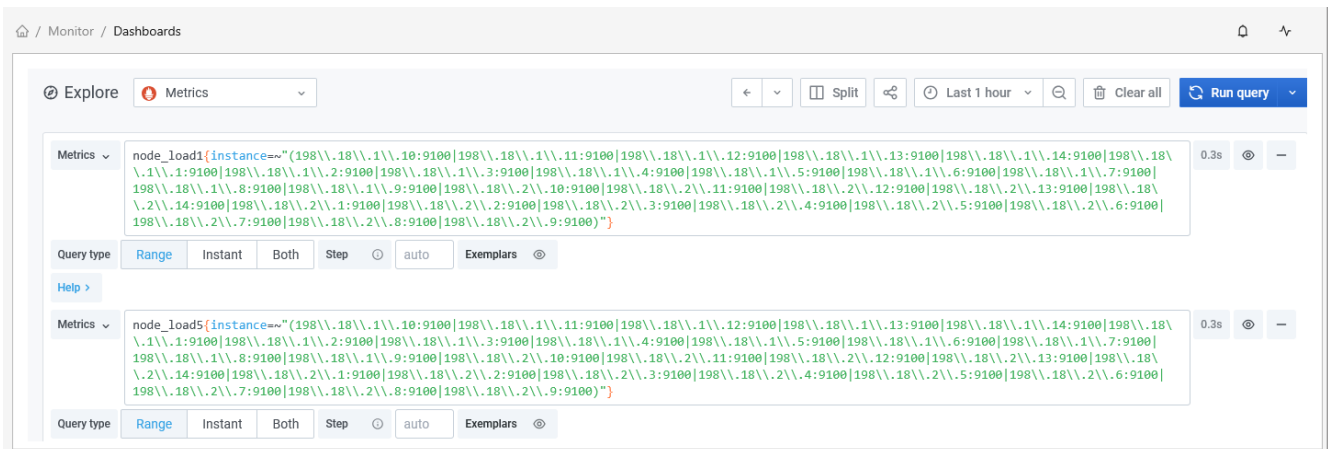 / Monitor / Dashboards
Explore Metrics Split Last 1 hour Clear all Run query
Metrics node_load1{instance=~"(198\\.18\\.1\\.10:9100|198\\.18\\.1\\.11:9100|198\\.18\\.1\\.12:9100|198\\.18\\.1\\.13:9100|198\\.18\\.1\\.14:9100|198\\.18\ 0.3s
\.1\\.1:9100|198\\.18\\.1\\.2:9100|198\\.18\\.1\\.3:9100|198\\.18\\.1\\.4:9100|198\\.18\\.1\\.5:9100|198\\.18\\.1\\.6:9100|198\\.18\\.1\\.7:9100|
198\\.18\\.1\\.8:9100|198\\.18\\.1\\.9:9100|198\\.18\\.2\\.10:9100|198\\.18\\.2\\.11:9100|198\\.18\\.2\\.12:9100|198\\.18\\.2\\.13:9100|198\\.18\
\.2\\.14:9100|198\\.18\\.2\\.1:9100|198\\.18\\.2\\.2:9100|198\\.18\\.2\\.3:9100|198\\.18\\.2\\.4:9100|198\\.18\\.2\\.5:9100|198\\.18\\.2\\.6:9100|
198\\.18\\.2\\.7:9100|198\\.18\\.2\\.8:9100|198\\.18\\.2\\.9:9100)"}
Query type Range Instant Both Step auto Exemplars
Help >
Metrics node_load5{instance=~"(198\\.18\\.1\\.10:9100|198\\.18\\.1\\.11:9100|198\\.18\\.1\\.12:9100|198\\.18\\.1\\.13:9100|198\\.18\\.1\\.14:9100|198\\.18\ 0.3s
\.1\\.1:9100|198\\.18\\.1\\.2:9100|198\\.18\\.1\\.3:9100|198\\.18\\.1\\.4:9100|198\\.18\\.1\\.5:9100|198\\.18\\.1\\.6:9100|198\\.18\\.1\\.7:9100|
198\\.18\\.1\\.8:9100|198\\.18\\.1\\.9:9100|198\\.18\\.2\\.10:9100|198\\.18\\.2\\.11:9100|198\\.18\\.2\\.12:9100|198\\.18\\.2\\.13:9100|198\\.18\
\.2\\.14:9100|198\\.18\\.2\\.1:9100|198\\.18\\.2\\.2:9100|198\\.18\\.2\\.3:9100|198\\.18\\.2\\.4:9100|198\\.18\\.2\\.5:9100|198\\.18\\.2\\.6:9100|
198\\.18\\.2\\.7:9100|198\\.18\\.2\\.8:9100|198\\.18\\.2\\.9:9100)"}
Query type Range Instant Both Step auto Exemplars